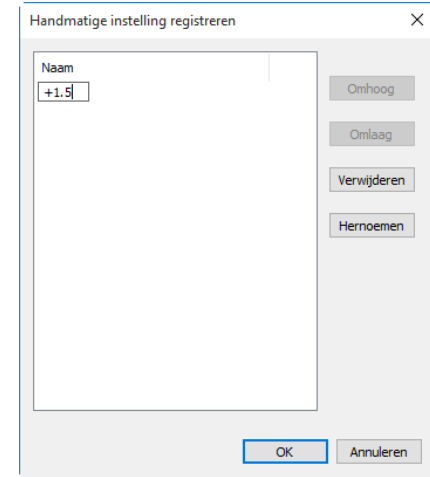 Handmatige instelling registreren
Naam
+1.5
Omhoog
Omlaag
Verwijderen
Hernoemen
OK
Annuleren